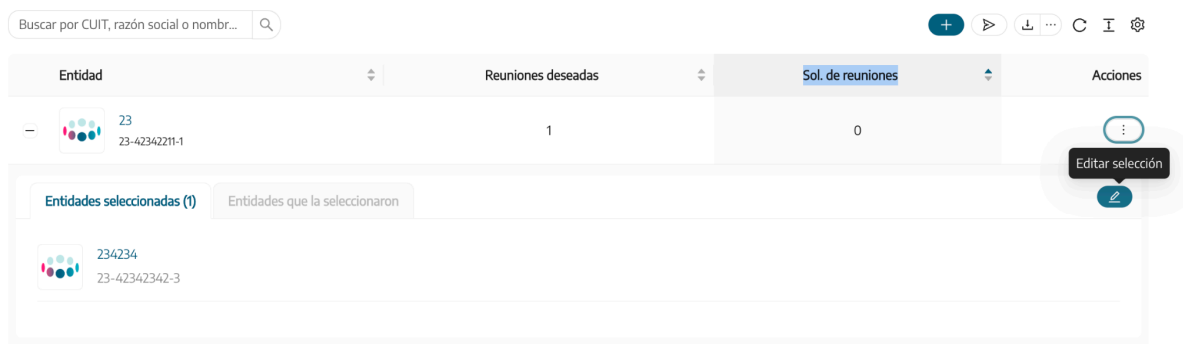 Buscar por CUIT, razón social o nombr...
Entidad Reuniones deseadas Sol. de reuniones Acciones
23 1 0
23-42342211-1
Editar selección
Entidades seleccionadas (1) Entidades que la seleccionaron
234234
23-42342342-3